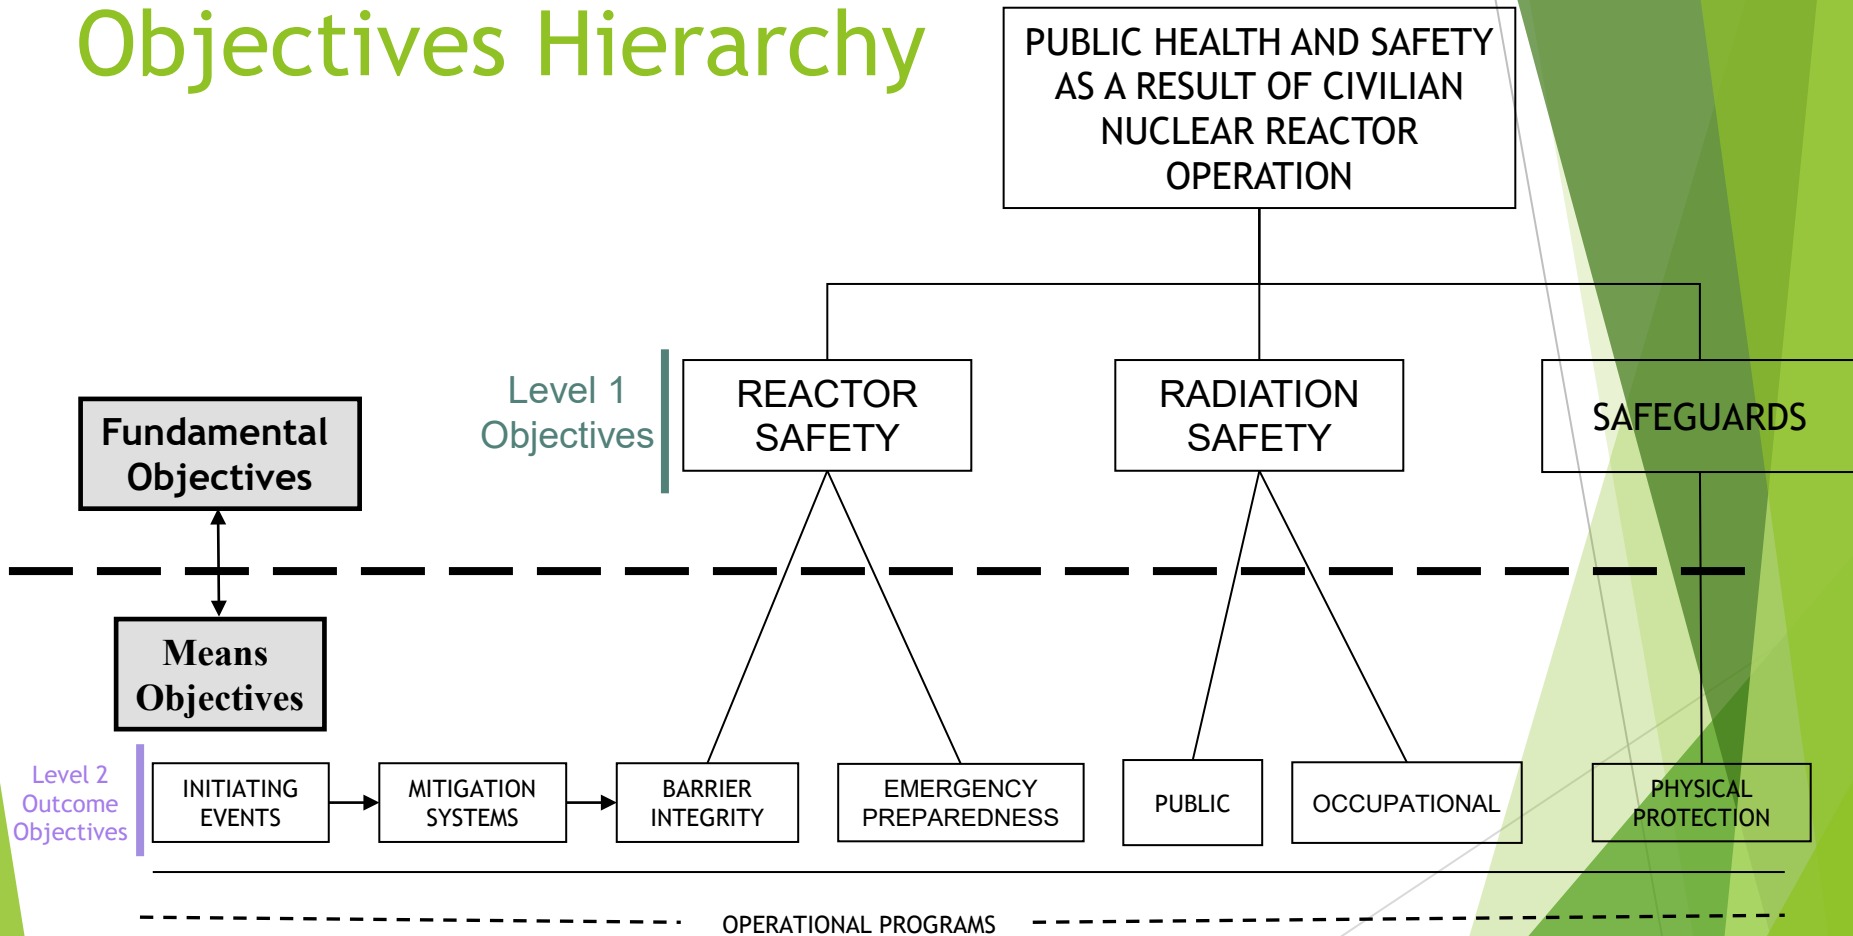 Objectives Hierarchy
PUBLIC HEALTH AND SAFETY
AS A RESULT OF CIVILIAN
NUCLEAR REACTOR
OPERATION
Level 1
Objectives
REACTOR
SAFETY
RADIATION
SAFETY
SAFEGUARDS
Fundamental
Objectives
Means
Objectives
Level 2
Outcome
Objectives
INITIATING
EVENTS
MITIGATION
SYSTEMS
BARRIER
INTEGRITY
EMERGENCY
PREPAREDNESS
PUBLIC
OCCUPATIONAL
PHYSICAL
PROTECTION
OPERATIONAL PROGRAMS